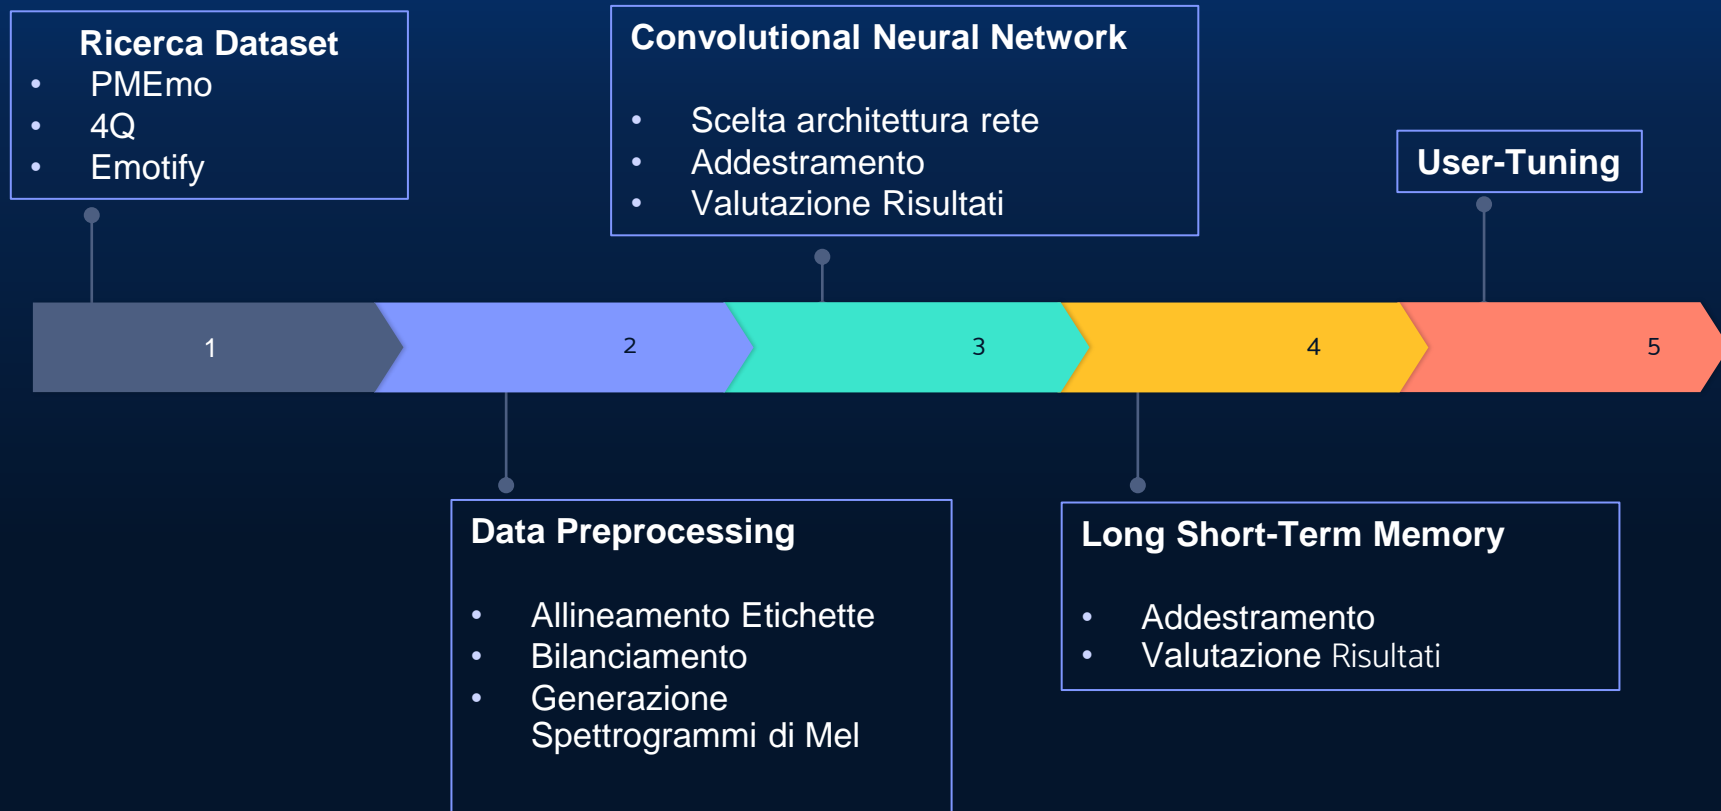 Ricerca Dataset
• PMEmo
• 4Q
• Emotify
Convolutional Neural Network
• Scelta architettura rete
• Addestramento
• Valutazione Risultati
User-Tuning
1
2
3
4
5
Data Preprocessing
• Allineamento Etichette
• Bilanciamento
• Generazione
Spettrogrammi di Mel
Long Short-Term Memory
• Addestramento
• Valutazione Risultati